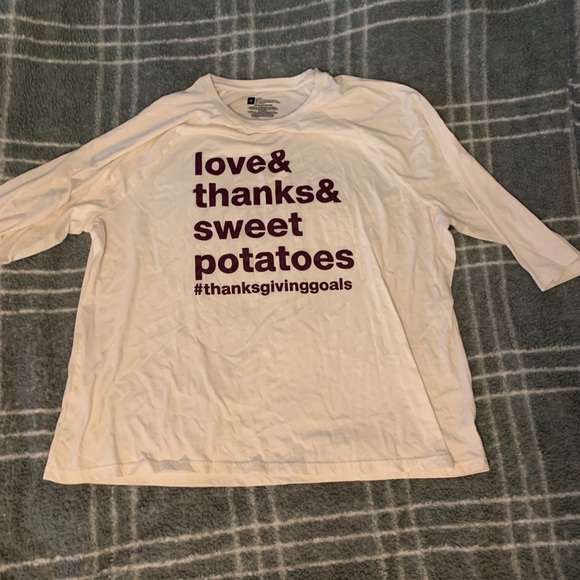 love&
thanks&
sweet
potatoes
#thanksgivinggoals